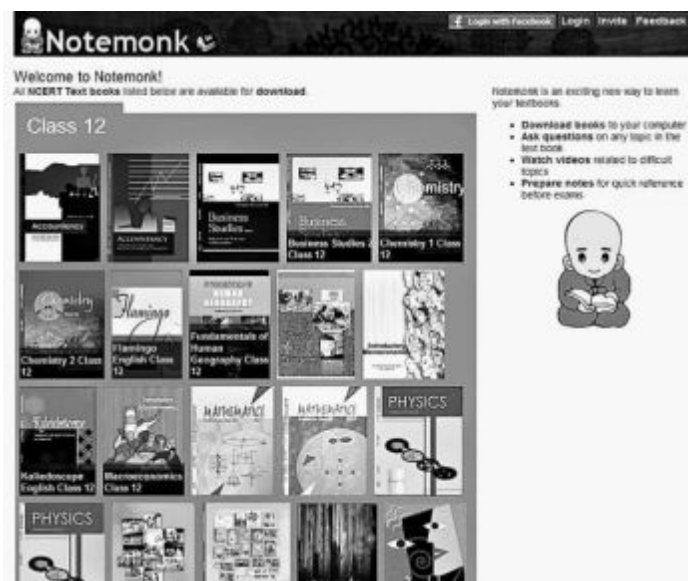 Notemonk
Login with Facebook Login Invite Feedback
Welcome to Notemonk!
All NCERT Text books listed below are available for download.
Notemonk is an exciting new way to learn
your textbooks
• Download books to your computer
• Ask questions on any topic in the
text book
• Watch videos related to difficult
topics
• Prepare notes for quick reference
before exams
Class 12
Accountancy
ACCOUNTANCY
Business
Studies
Business
Business Studies
Class 12
Chemistry
Chemistry 1 Class
12
Chemistry
Chemistry 2 Class
12
Flamingo
Flamingo
English Class
12
HUMAN
GEOGRAPHY
Fundamentals of
Human
Geography Class
12
Kaliedoscope
English Class 12
Macroeconomics
Class 12
MATHEMATICS
MATHEMATICS
PHYSICS
PHYSICS